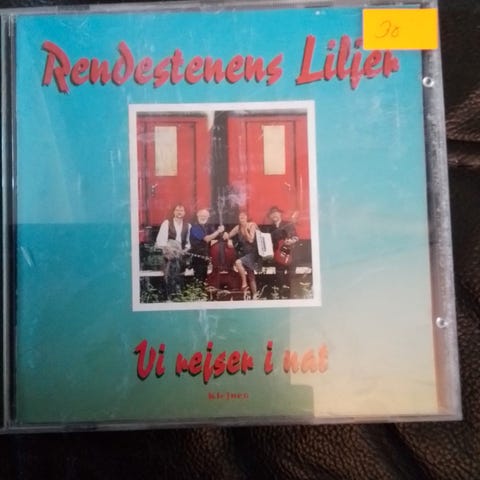 30
Rendestenens Liljer
Vi rejser i nat